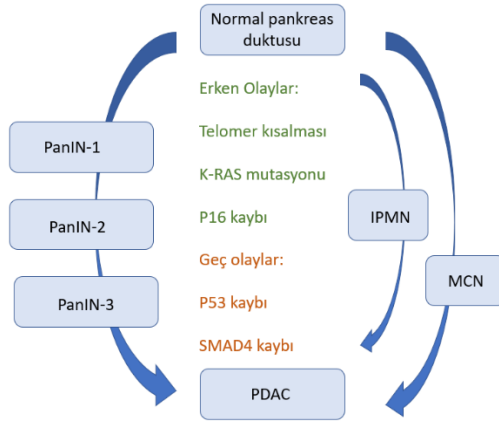 Normal pankreas
duktusu
Erken Olaylar:
Telomer kısalması
PanIN-1
K-RAS mutasyonu
PanIN-2
P16 kaybı
IPMN
Geç olaylar:
MCN
PanIN-3
P53 kaybı
SMAD4 kaybı
PDAC